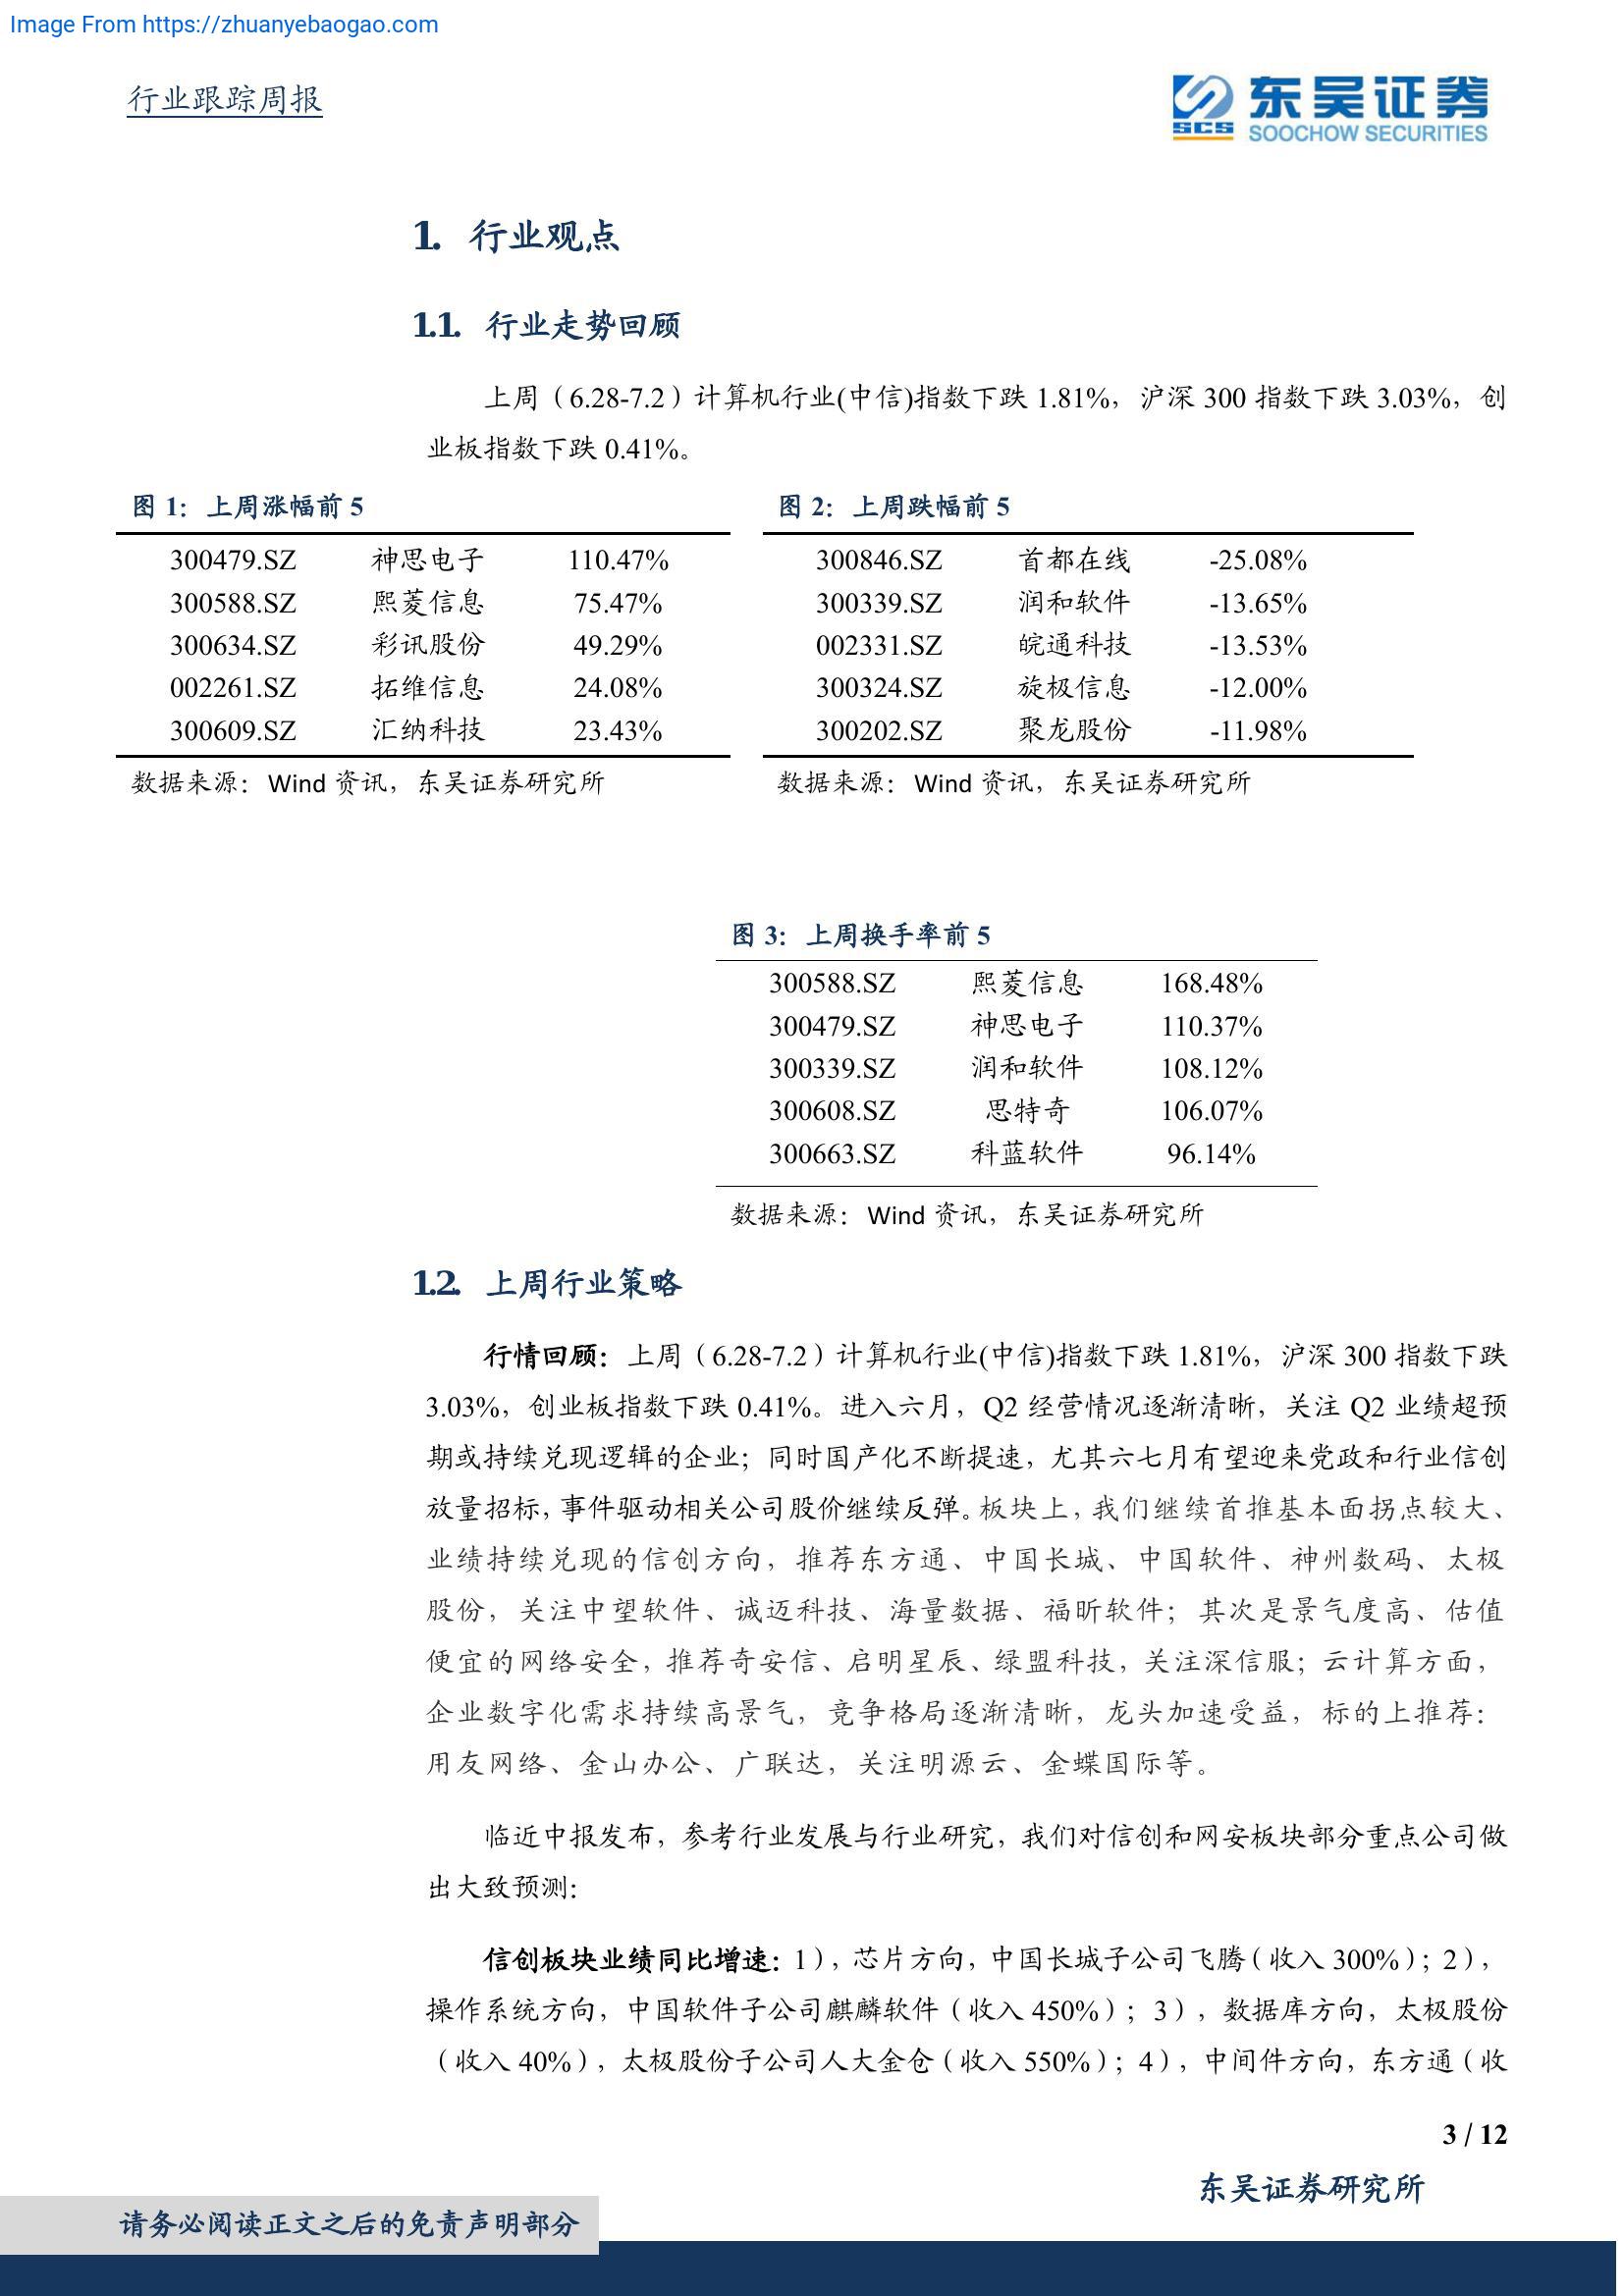 Image From https://zhuanyebaogao.com
行业跟踪周报
东吴证券
SCS
SOOCHOW SECURITIES
1. 行业观点
1.1. 行业走势回顾
上周（6.28-7.2）计算机行业(中信)指数下跌 1.81%，沪深 300 指数下跌 3.03%，创
业板指数下跌 0.41%。
图 1：上周涨幅前 5
300479.SZ 神思电子 110.47%
300588.SZ 熙菱信息 75.47%
300634.SZ 彩讯股份 49.29%
002261.SZ 拓维信息 24.08%
300609.SZ 汇纳科技 23.43%
数据来源：Wind 资讯，东吴证券研究所
图 2：上周跌幅前 5
300846.SZ 首都在线 -25.08%
300339.SZ 润和软件 -13.65%
002331.SZ 皖通科技 -13.53%
300324.SZ 旋极信息 -12.00%
300202.SZ 聚龙股份 -11.98%
数据来源：Wind 资讯，东吴证券研究所
图 3：上周换手率前 5
300588.SZ 熙菱信息 168.48%
300479.SZ 神思电子 110.37%
300339.SZ 润和软件 108.12%
300608.SZ 思特奇 106.07%
300663.SZ 科蓝软件 96.14%
数据来源：Wind 资讯，东吴证券研究所
1.2. 上周行业策略
行情回顾：上周（6.28-7.2）计算机行业(中信)指数下跌 1.81%，沪深 300 指数下跌
3.03%，创业板指数下跌 0.41%。进入六月，Q2 经营情况逐渐清晰，关注 Q2 业绩超预
期或持续兑现逻辑的企业；同时国产化不断提速，尤其六七月有望迎来党政和行业信创
放量招标，事件驱动相关公司股价继续反弹。板块上，我们继续首推基本面拐点较大、
业绩持续兑现的信创方向，推荐东方通、中国长城、中国软件、神州数码、太极
股份，关注中望软件、诚迈科技、海量数据、福昕软件；其次是景气度高、估值
便宜的网络安全，推荐奇安信、启明星辰、绿盟科技，关注深信服；云计算方面，
企业数字化需求持续高景气，竞争格局逐渐清晰，龙头加速受益，标的上推荐：
用友网络、金山办公、广联达，关注明源云、金蝶国际等。
临近中报发布，参考行业发展与行业研究，我们对信创和网安板块部分重点公司做
出大致预测：
信创板块业绩同比增速：1），芯片方向，中国长城子公司飞腾（收入 300%）；2），
操作系统方向，中国软件子公司麒麟软件（收入 450%）；3），数据库方向，太极股份
（收入 40%），太极股份子公司人大金仓（收入 550%）；4），中间件方向，东方通（收
3 / 12
东吴证券研究所
请务必阅读正文之后的免责声明部分